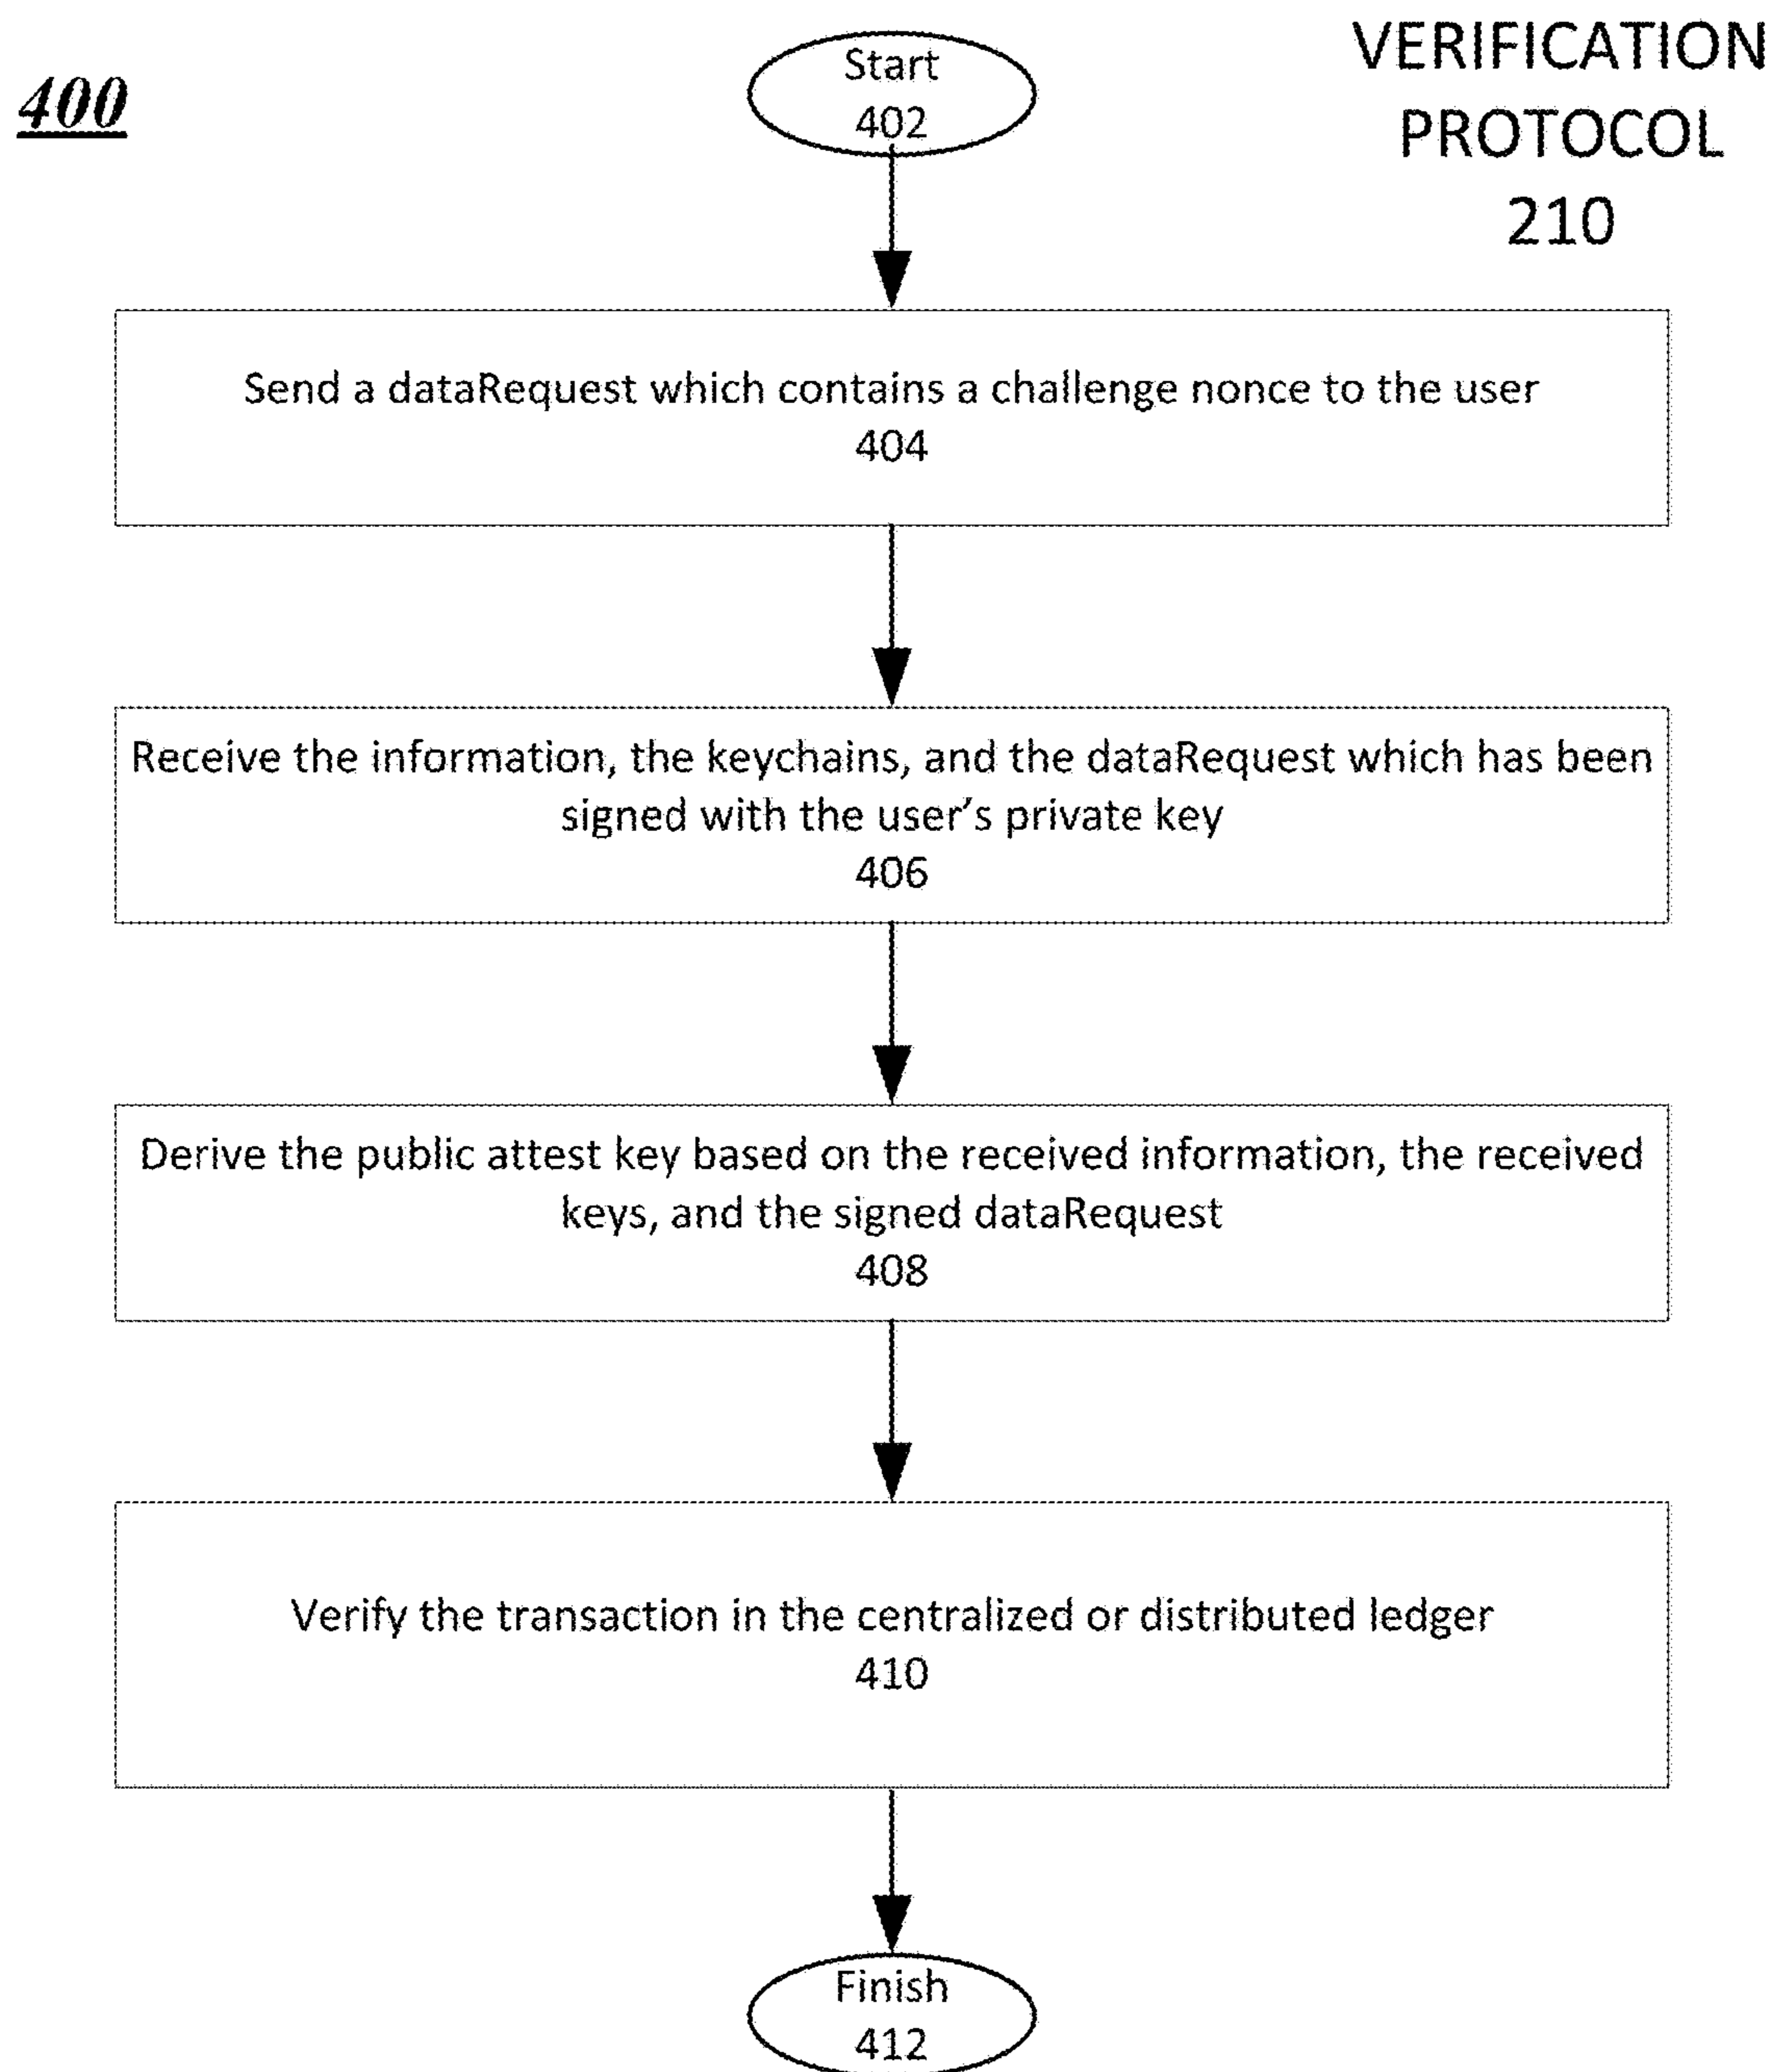 400
VERIFICATION
PROTOCOL
210
Start
402
Send a dataRequest which contains a challenge nonce to the user
404
Receive the information, the keychains, and the dataRequest which has been
signed with the user’s private key
406
Derive the public attest key based on the received information, the received
keys, and the signed dataRequest
408
Verify the transaction in the centralized or distributed ledger
410
Finish
412